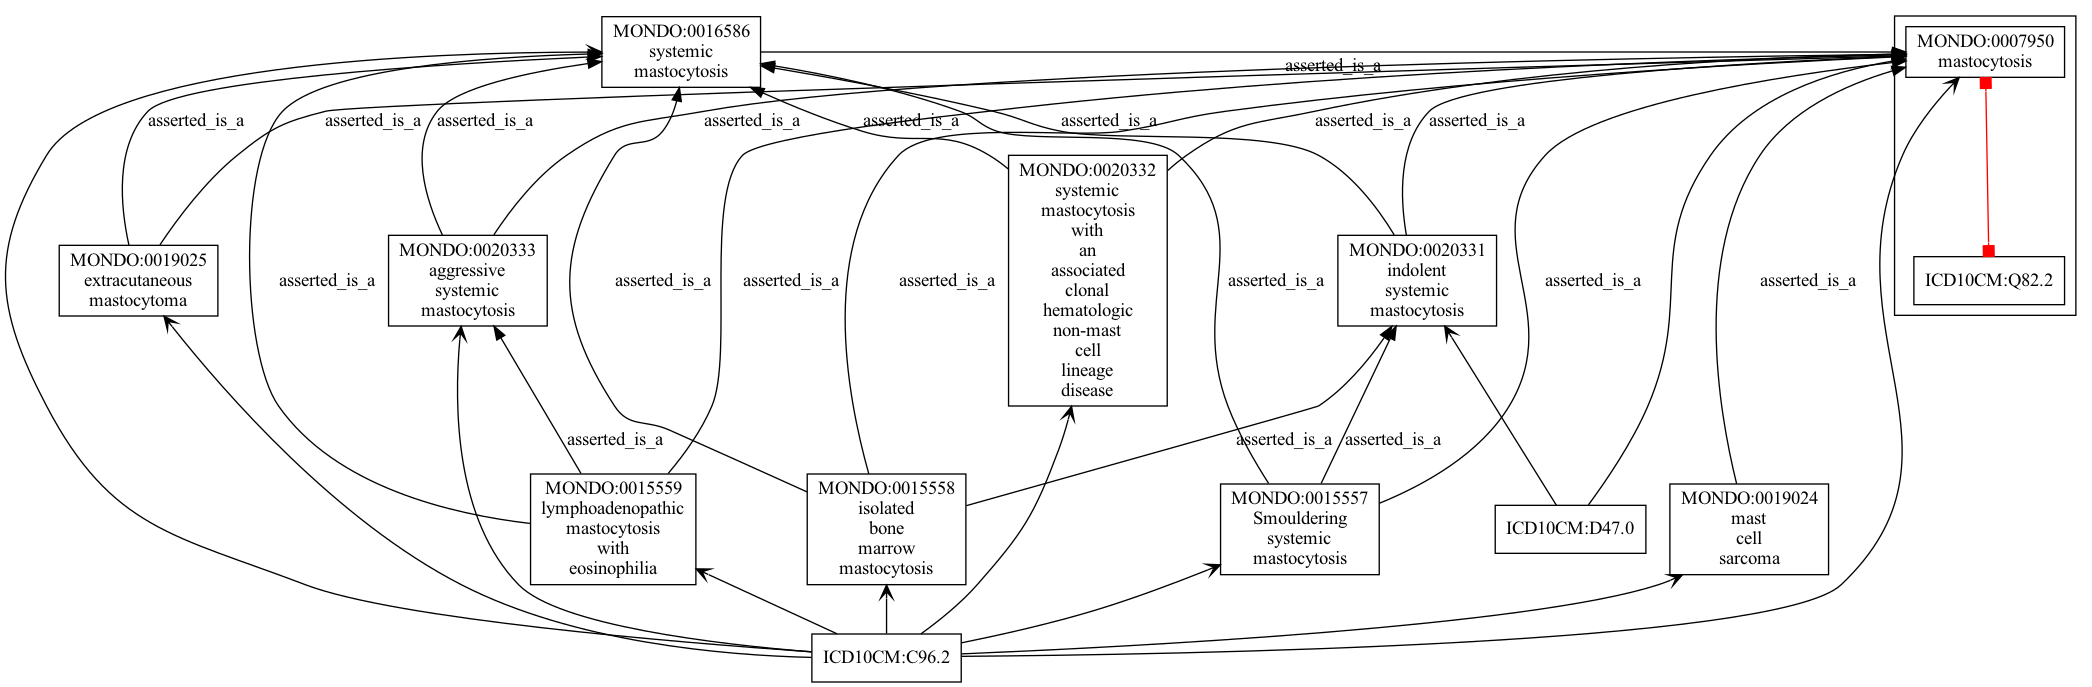 MONDO:0016586
systemic
mastocytosis
MONDO:0007950
mastocytosis
asserted_is_a
asserted_is_a
asserted_is_a
asserted_is_a
asserted_is_a
asserted_is_a
asserted_is_a
asserted_is_a
asserted_is_a
MONDO:0019025
extracutaneous
mastocytoma
asserted_is_a
MONDO:0020333
aggressive
systemic
mastocytosis
asserted_is_a
asserted_is_a
asserted_is_a
MONDO:0020332
systemic
mastocytosis
with
an
associated
clonal
hematologic
non-mast
cell
lineage
disease
asserted_is_a
MONDO:0020331
indolent
systemic
mastocytosis
asserted_is_a
asserted_is_a
ICD10CM:Q82.2
asserted_is_a
asserted_is_a
asserted_is_a
MONDO:0015559
lymphoadenopathic
mastocytosis
with
eosinophilia
MONDO:0015558
isolated
bone
marrow
mastocytosis
MONDO:0015557
Smouldering
systemic
mastocytosis
ICD10CM:D47.0
MONDO:0019024
mast
cell
sarcoma
ICD10CM:C96.2